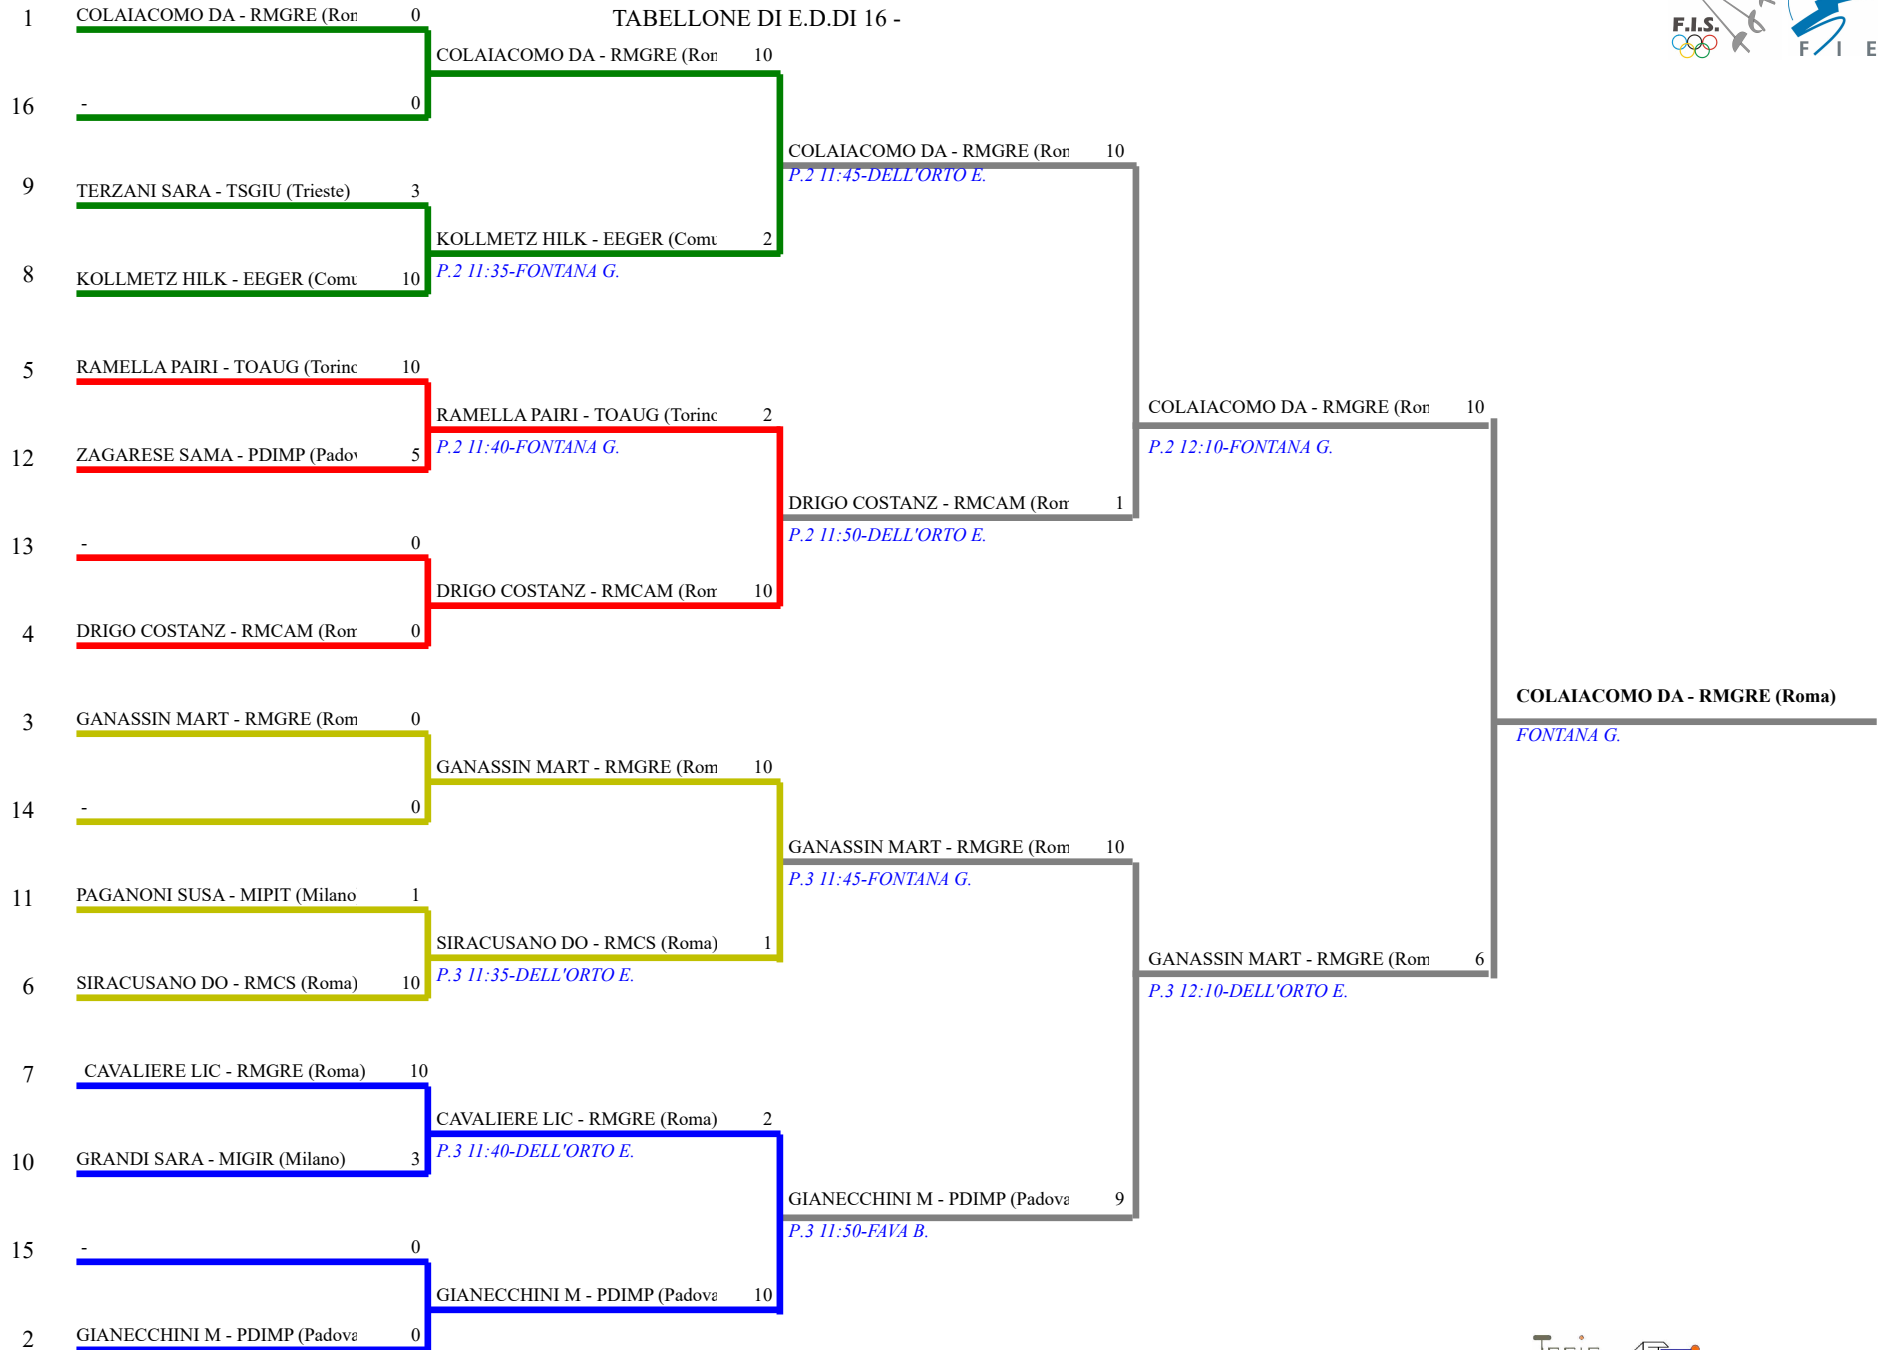 TABELLONE DI E.D.DI 16 -
F.I.S.
F I E
1 COLAIACOMO DA - RMGRE (Ron 0
COLAIACOMO DA - RMGRE (Ron 10
16 - 0
COLAIACOMO DA - RMGRE (Ron 10
P.2 11:45-DELL'ORTO E.
9 TERZANI SARA - TSGIU (Trieste) 3
KOLLMETZ HILK - EEGER (Comu 2
P.2 11:35-FONTANA G.
8 KOLLMETZ HILK - EEGER (Comu 10
5 RAMELLA PAIRI - TOAUG (Torino 10
COLAIACOMO DA - RMGRE (Ron 10
P.2 12:10-FONTANA G.
RAMELLA PAIRI - TOAUG (Torino 2
P.2 11:40-FONTANA G.
12 ZAGARESE SAMA - PDIMP (Padov 5
DRIGO COSTANZ - RMCAM (Rom 1
P.2 11:50-DELL'ORTO E.
13 - 0
DRIGO COSTANZ - RMCAM (Rom 10
4 DRIGO COSTANZ - RMCAM (Rom 0
COLAIACOMO DA - RMGRE (Roma)
FONTANA G.
3 GANASSIN MART - RMGRE (Rom 0
GANASSIN MART - RMGRE (Rom 10
14 - 0
GANASSIN MART - RMGRE (Rom 10
P.3 11:45-FONTANA G.
11 PAGANONI SUSA - MIPIT (Milano 1
SIRACUSANO DO - RMCS (Roma) 1
P.3 11:35-DELL'ORTO E.
GANASSIN MART - RMGRE (Rom 6
P.3 12:10-DELL'ORTO E.
6 SIRACUSANO DO - RMCS (Roma) 10
7 CAVALIERE LIC - RMGRE (Roma) 10
CAVALIERE LIC - RMGRE (Roma) 2
P.3 11:40-DELL'ORTO E.
10 GRANDI SARA - MIGIR (Milano) 3
GIANECCHINI M - PDIMP (Padova 9
P.3 11:50-FAVA B.
15 - 0
GIANECCHINI M - PDIMP (Padova 10
2 GIANECCHINI M - PDIMP (Padova 0